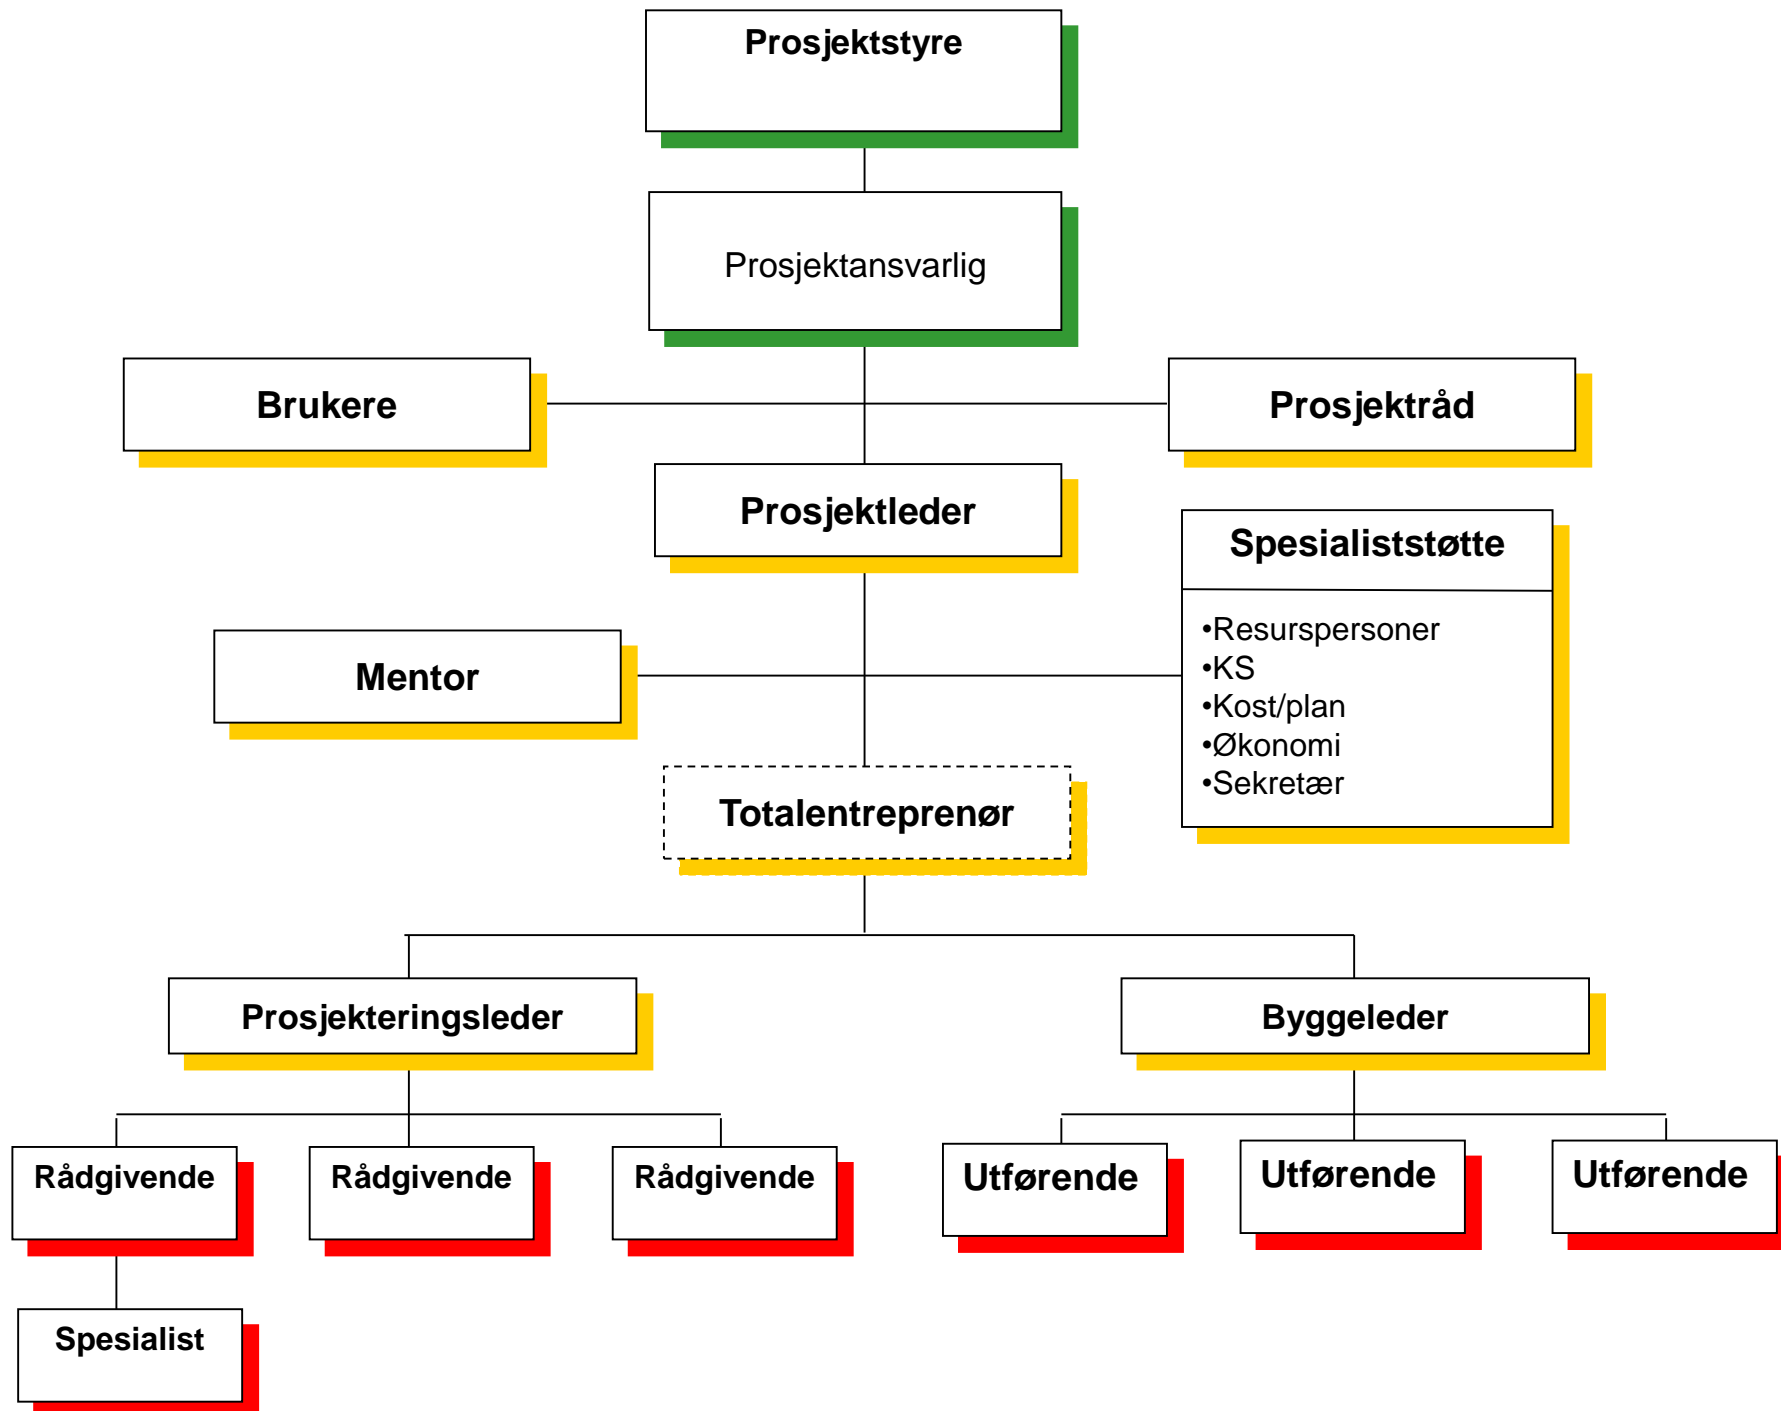 Prosjektstyre
Prosjektansvarlig
Brukere
Prosjektråd
Prosjektleder
Spesialiststøtte
•Resurspersoner
•KS
•Kost/plan
•Økonomi
•Sekretær
Mentor
Totalentreprenør
Prosjekteringsleder
Byggeleder
Rådgivende
Rådgivende
Rådgivende
Utførende
Utførende
Utførende
Spesialist